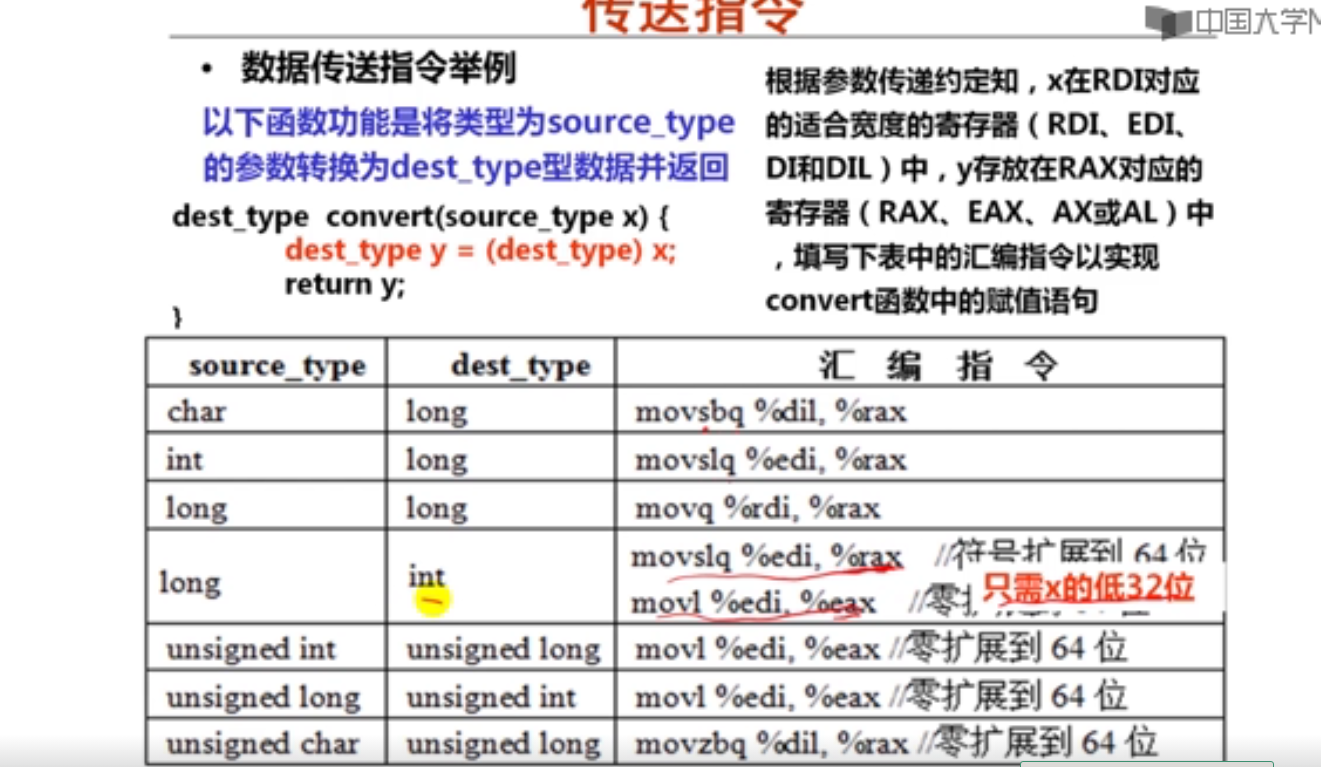 传送指令
中国大学M
• 数据传送指令举例
以下函数功能是将类型为source_type
的参数转换为dest_type型数据并返回
dest_type convert(source_type x) {
dest_type y = (dest_type) x;
return y;
}
根据参数传递约定知，x在RDI对应
的适合宽度的寄存器（RDI、EDI、
DI和DIL）中，y存放在RAX对应的
寄存器（RAX、EAX、AX或AL）中
，填写下表中的汇编指令以实现
convert函数中的赋值语句
source_type dest_type 汇 编 指 令
char long movsbq %dil, %rax
int long movslq %edi, %rax
long long movq %rdi, %rax
long int movslq %edi, %rax //符号扩展到 64 位
movl %edi, %eax //零
只需x的低32位
unsigned int unsigned long movl %edi, %eax //零扩展到 64 位
unsigned long unsigned int movl %edi, %eax //零扩展到 64 位
unsigned char unsigned long movzbq %dil, %rax //零扩展到 64 位